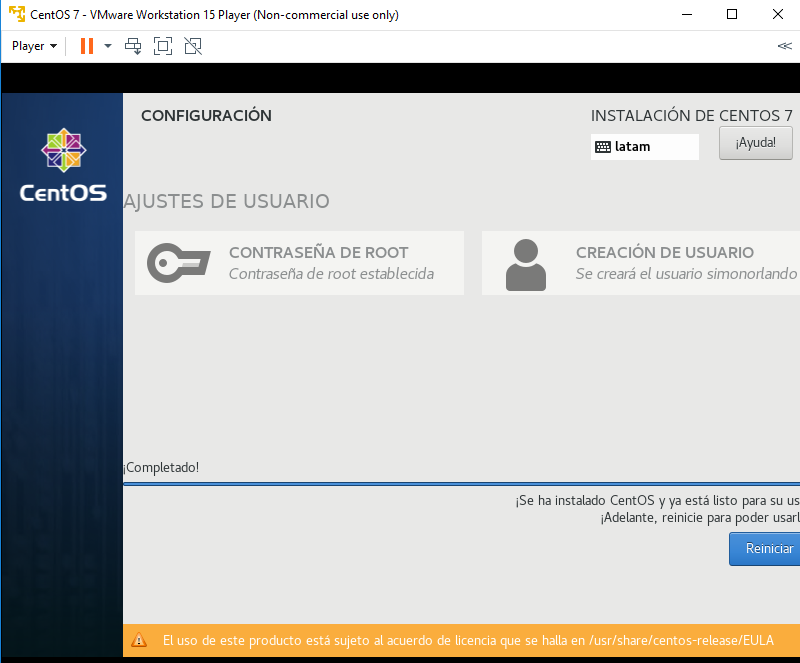 CentOS 7 - VMware Workstation 15 Player (Non-commercial use only)
Player
<<
CONFIGURACIÓN
INSTALACIÓN DE CENTOS 7
latam
¡Ayuda!
CentOS
AJUSTES DE USUARIO
CONTRASEÑA DE ROOT
Contraseña de root establecida
CREACIÓN DE USUARIO
Se creará el usuario simonorlando
¡Completado!
¡Se ha instalado CentOS y ya está listo para su us
¡Adelante, reinicie para poder usarl
Reiniciar
El uso de este producto está sujeto al acuerdo de licencia que se halla en /usr/share/centos-release/EULA